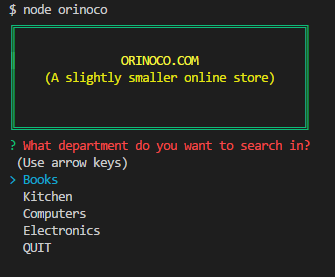 $ node orinoco
ORINOCO.COM
(A slightly smaller online store)
? What department do you want to search in?
(Use arrow keys)
> Books
Kitchen
Computers
Electronics
QUIT